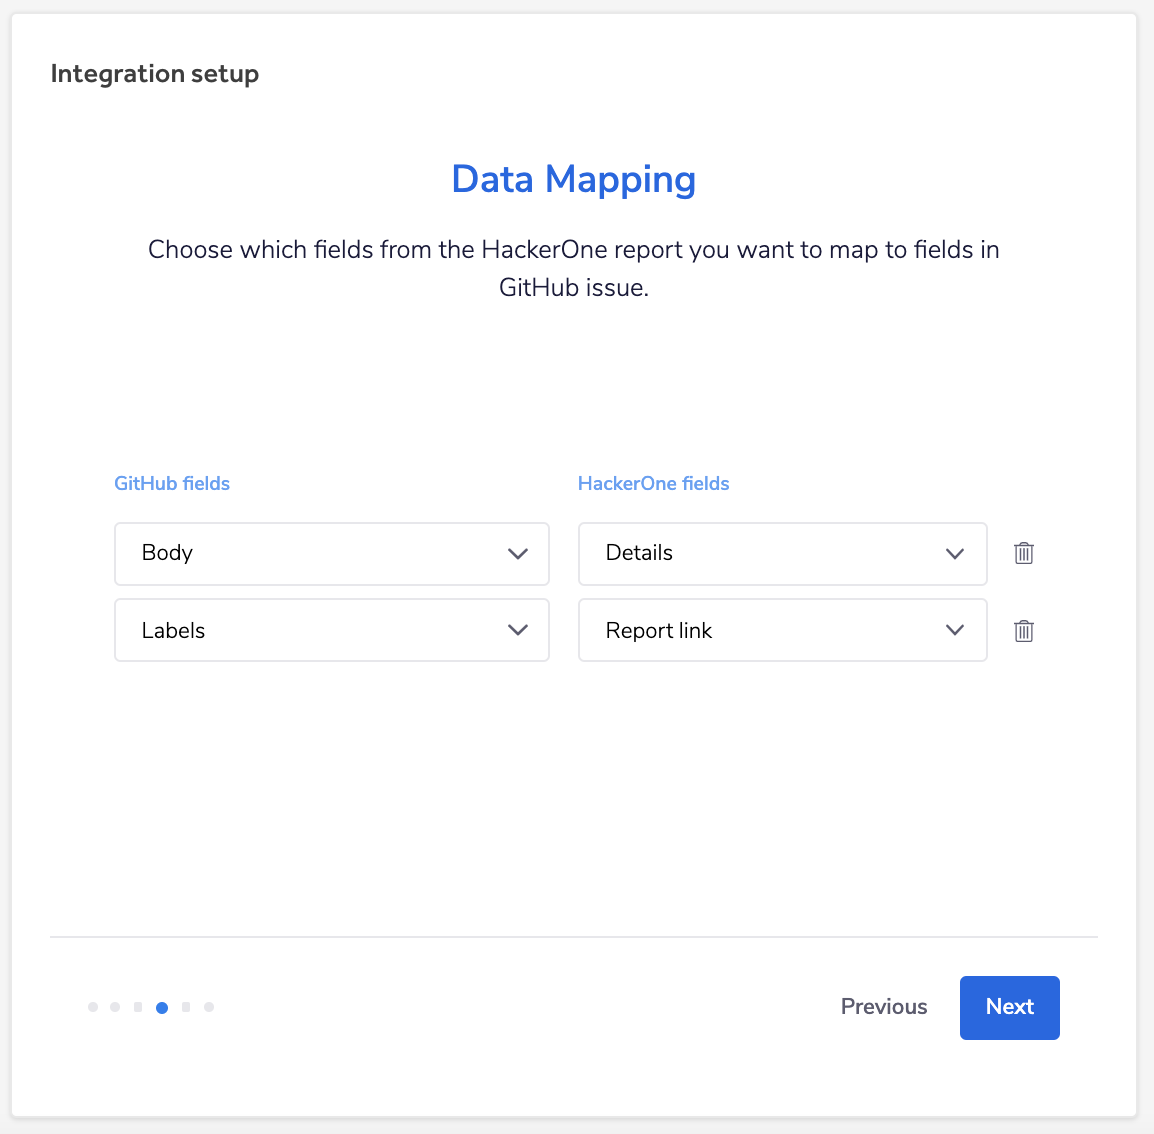 Integration setup
Data Mapping
Choose which fields from the HackerOne report you want to map to fields in
GitHub issue.
GitHub fields
HackerOne fields
Body
Details
Labels
Report link
Previous
Next